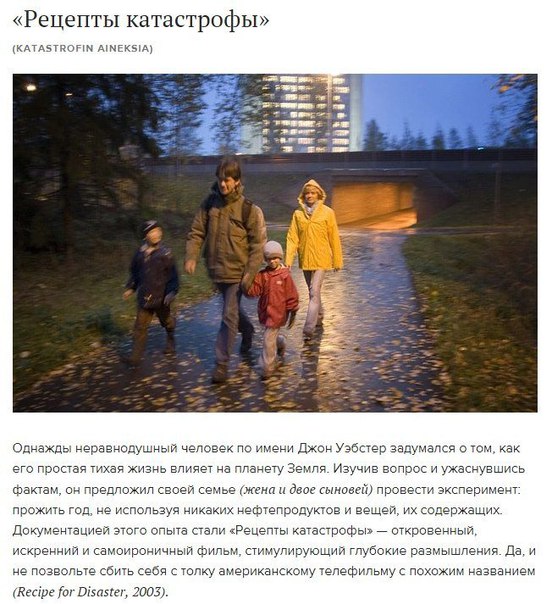 «Рецепты катастрофы»
(KATASTROFIN AINEKSIA)
Однажды неравнодушный человек по имени Джон Уэбстер задумался о том, как
его простая тихая жизнь влияет на планету Земля. Изучив вопрос и ужаснувшись
фактам, он предложил своей семье (жена и двое сыновей) провести эксперимент:
прожить год, не используя никаких нефтепродуктов и вещей, их содержащих.
Документацией этого опыта стали «Рецепты катастрофы» — откровенный,
искренний и самоироничный фильм, стимулирующий глубокие размышления. Да, и
не позвольте сбить себя с толку американскому телефильму с похожим названием
(Recipe for Disaster, 2003).